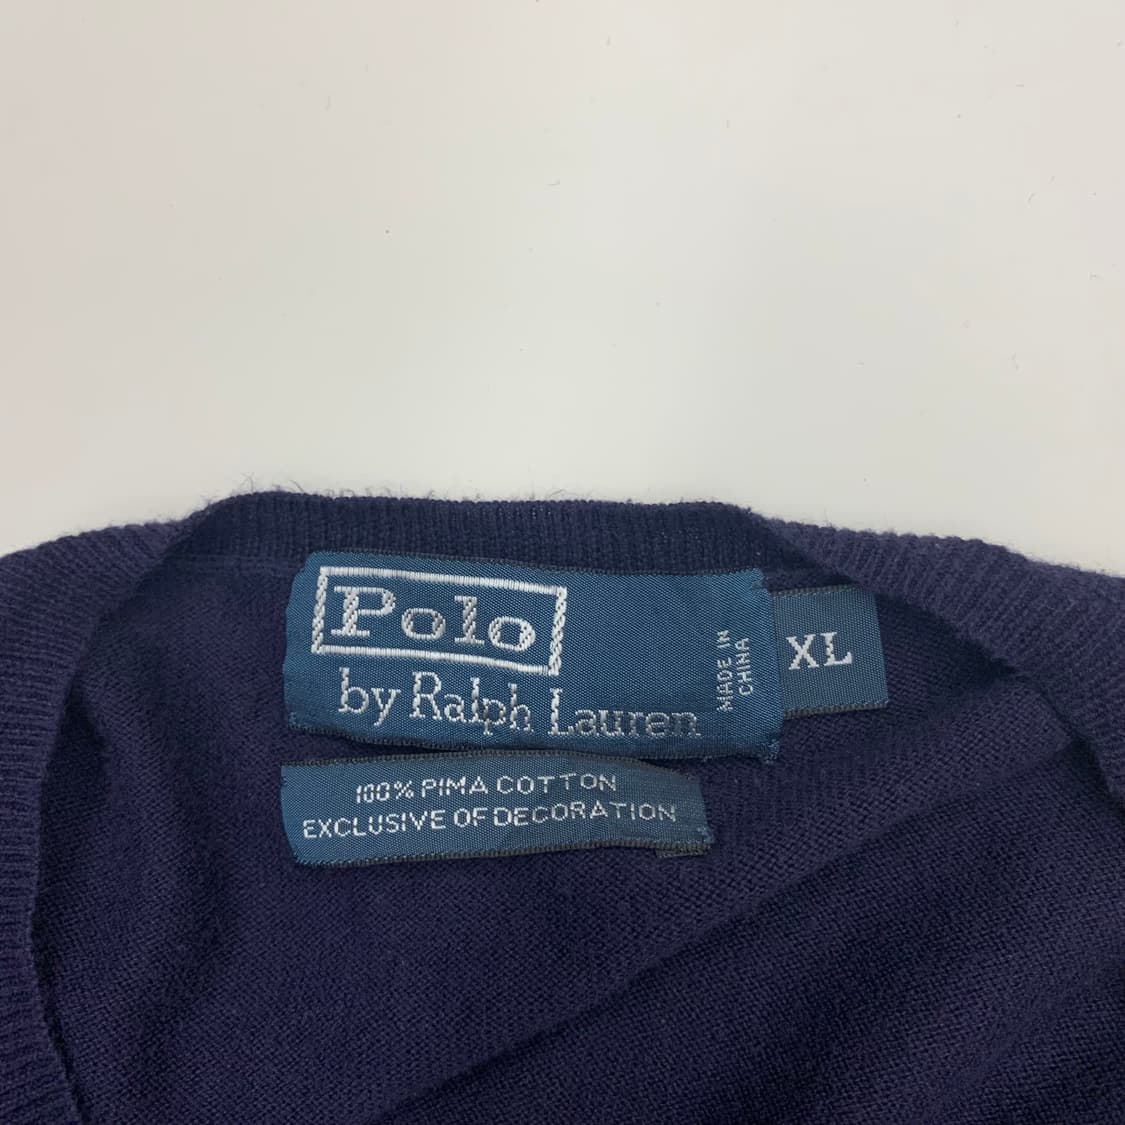 Polo
by Ralph Lauren
MADE IN
CHINA
XL
100% PIMA COTTON
EXCLUSIVE OF DECORATION